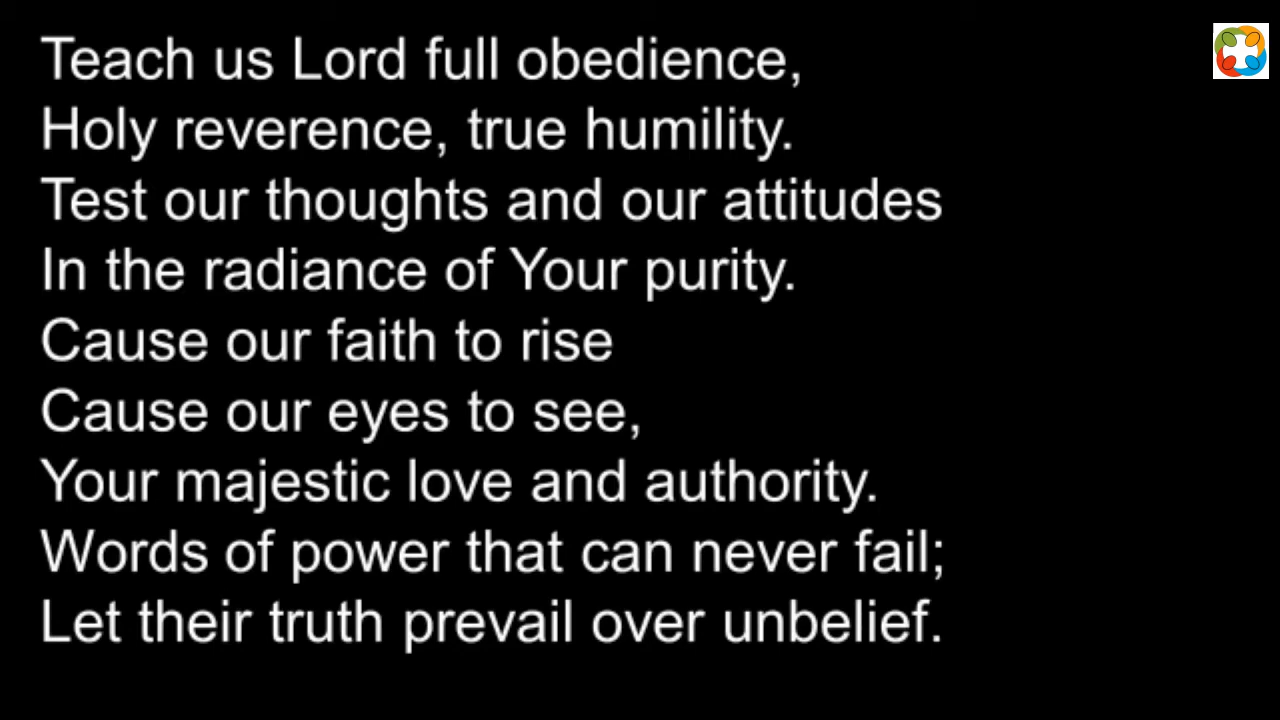 Teach us Lord full obedience,
Holy reverence, true humility.
Test our thoughts and our attitudes
In the radiance of Your purity.
Cause our faith to rise
Cause our eyes to see,
Your majestic love and authority.
Words of power that can never fail;
Let their truth prevail over unbelief.